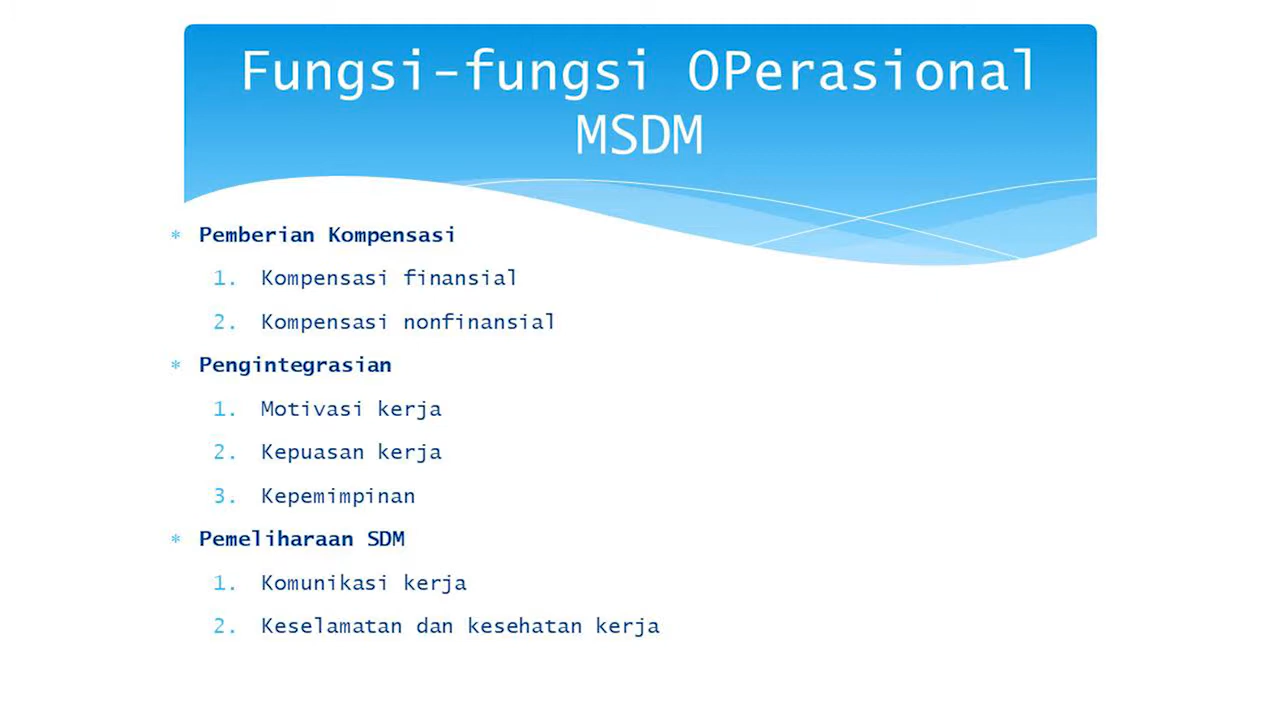 Fungsi-fungsi OPerasional
MSDM
* Pemberian Kompensasi
1. Kompensasi finansial
2. Kompensasi nonfinansial
* Pengintegrasian
1. Motivasi kerja
2. Kepuasan kerja
3. Kepemimpinan
* Pemeliharaan SDM
1. Komunikasi kerja
2. Keselamatan dan kesehatan kerja